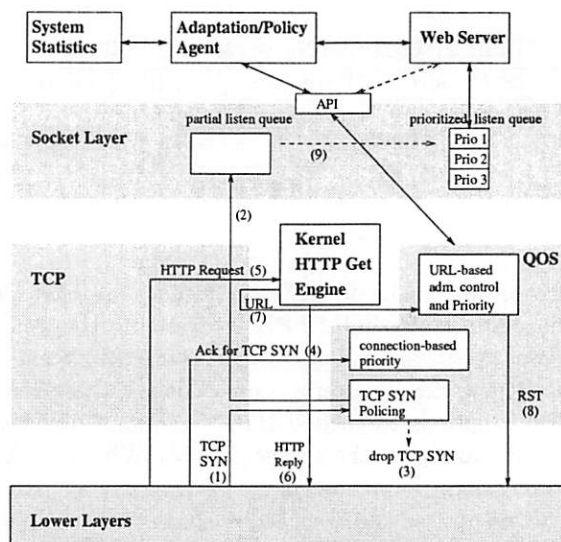 System
Statistics
Adaptation/Policy
Agent
Web Server
API
partial listen queue
prioritized listen queue
Socket Layer
Prio 1
Prio 2
Prio 3
(9)
(2)
Kernel
HTTP Get
Engine
TCP
QOS
HTTP Request (5)
URL-based
adm. control
and Priority
URL
(7)
Ack for TCP SYN (4)
connection-based
priority
TCP SYN
Policing
RST
(8)
TCP
SYN
(1)
HTTP
Reply
(6)
drop TCP SYN
(3)
Lower Layers